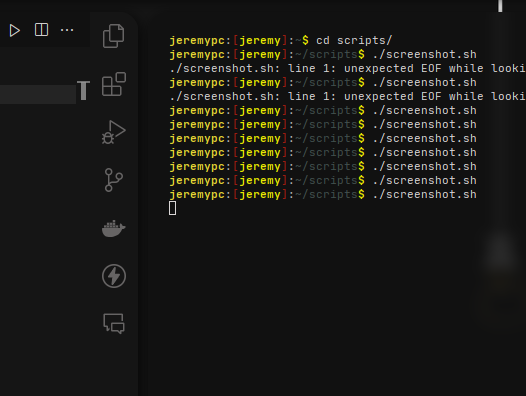 jeremypc:[jeremy]:~$ cd scripts/
jeremypc:[jeremy]:~/scripts$ ./screenshot.sh
./screenshot.sh: line 1: unexpected EOF while looki
jeremypc:[jeremy]:~/scripts$ ./screenshot.sh
./screenshot.sh: line 1: unexpected EOF while looki
jeremypc:[jeremy]:~/scripts$ ./screenshot.sh
jeremypc:[jeremy]:~/scripts$ ./screenshot.sh
jeremypc:[jeremy]:~/scripts$ ./screenshot.sh
jeremypc:[jeremy]:~/scripts$ ./screenshot.sh
jeremypc:[jeremy]:~/scripts$ ./screenshot.sh
jeremypc:[jeremy]:~/scripts$ ./screenshot.sh
jeremypc:[jeremy]:~/scripts$ ./screenshot.sh